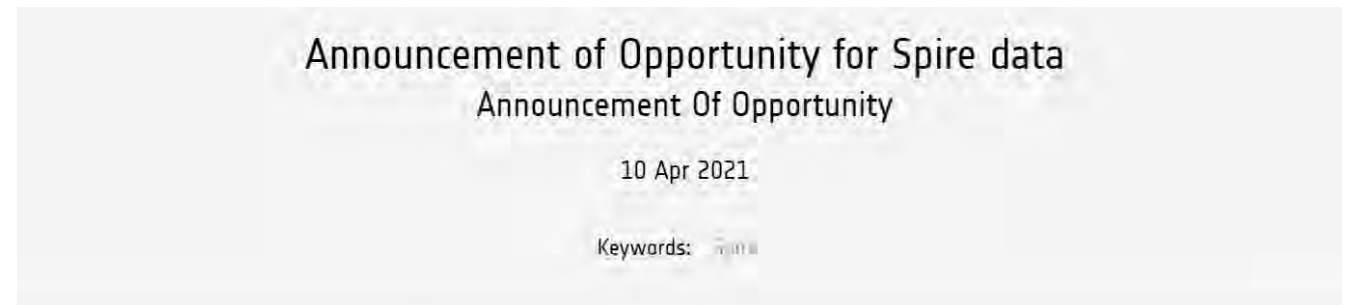 Announcement of Opportunity for Spire data
Announcement Of Opportunity
10 Apr 2021
Keywords: